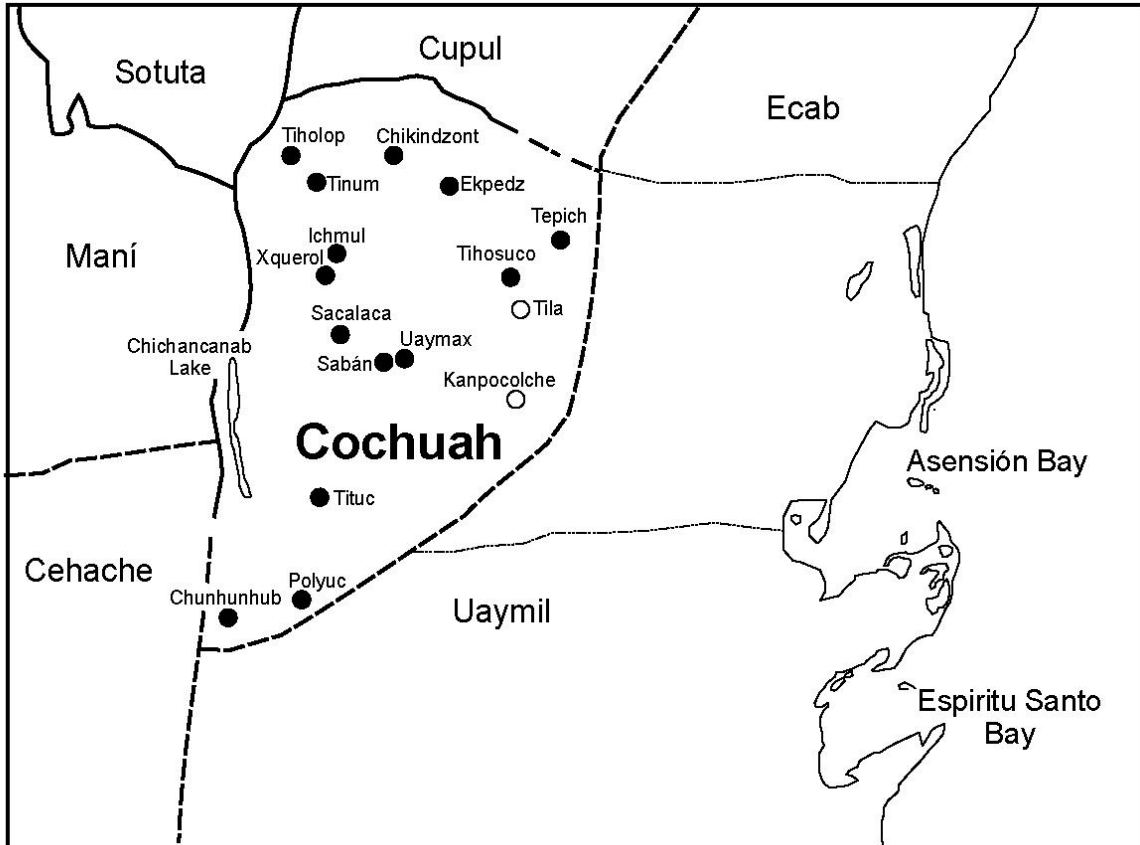 Cupul
Sotuta
Ecab
Tiholop
Chikindzont
Tinum
Ekpedz
Tepich
Ichmul
Maní
Xquerol
Tihosuco
Tila
Sacalaca
Uaymax
Chichancanab
Lake
Sabán
Kanpocolche
Cochuah
Asensión Bay
Tituc
Cehache
Polyuc
Chunhunhub
Uaymil
Espiritu Santo
Bay